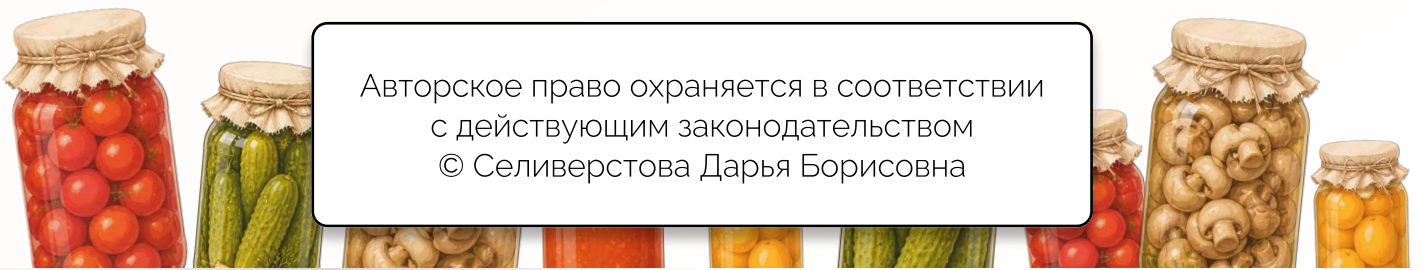 Авторское право охраняется в соответствии
с действующим законодательством
© Селиверстова Дарья Борисовна